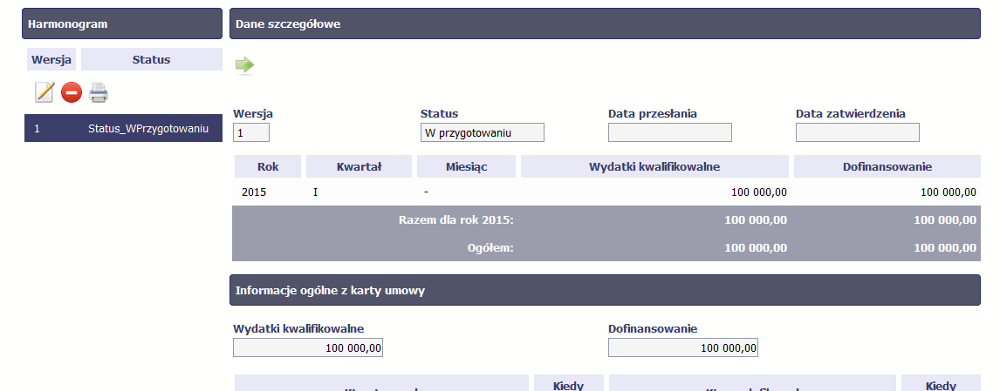 Harmonogram
Wersja Status
1 Status_WPrzygotowaniu
Dane szczegółowe
Wersja Status Data przesłania Data zatwierdzenia
1 W przygotowaniu
Rok Kwartał Miesiąc Wydatki kwalifikowalne Dofinansowanie
2015 I - 100 000,00 100 000,00
Razem dla rok 2015: 100 000,00 100 000,00
Ogółem: 100 000,00 100 000,00
Informacje ogólne z karty umowy
Wydatki kwalifikowalne Dofinansowanie
100 000,00 100 000,00
Kiedy Kiedy